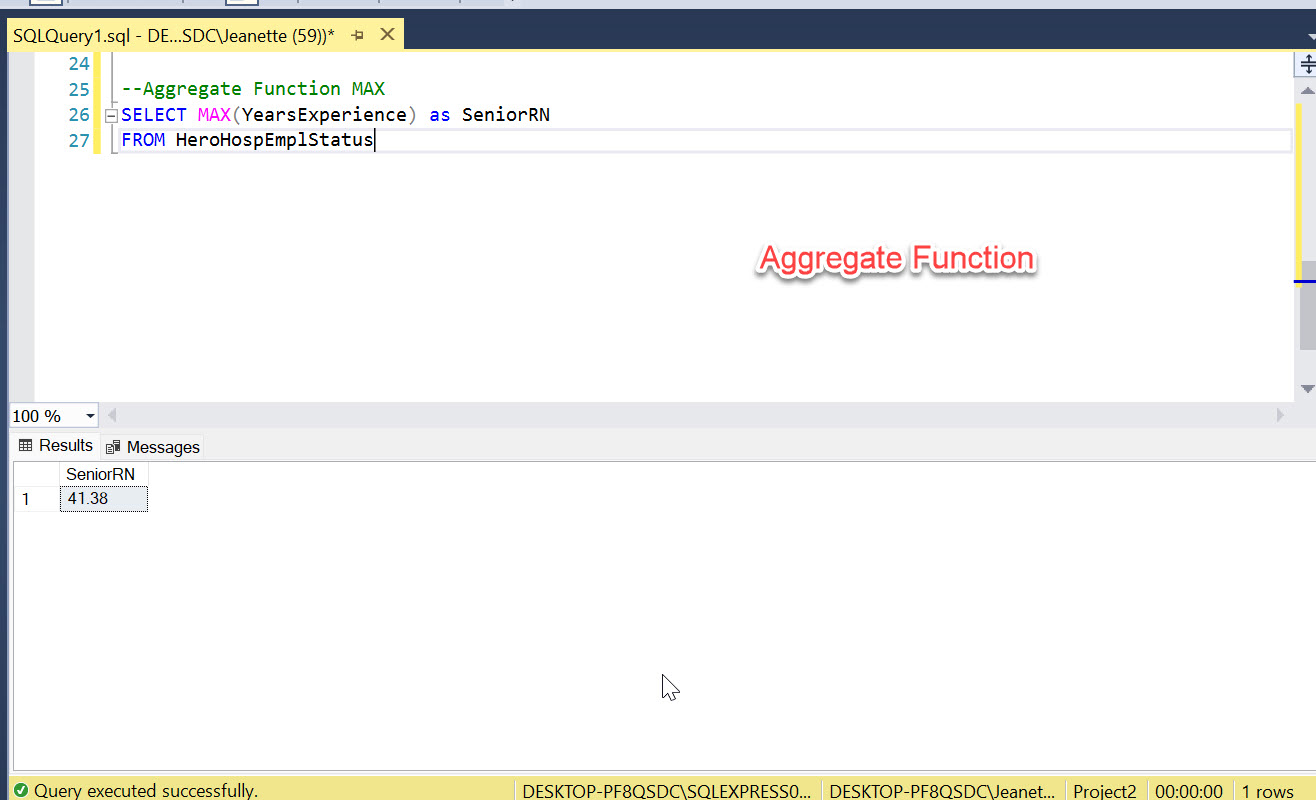 SQLQuery1.sql - DE...SDC\Jeanette (59))*
24
25 --Aggregate Function MAX
26 SELECT MAX(YearsExperience) as SeniorRN
27 FROM HeroHospEmplStatus
Aggregate Function
100 %
Results Messages
SeniorRN
1 41.38
Query executed successfully. DESKTOP-PF8QSDC\SQLEXPRESS0... DESKTOP-PF8QSDC\Jeanet... Project2 00:00:00 1 rows